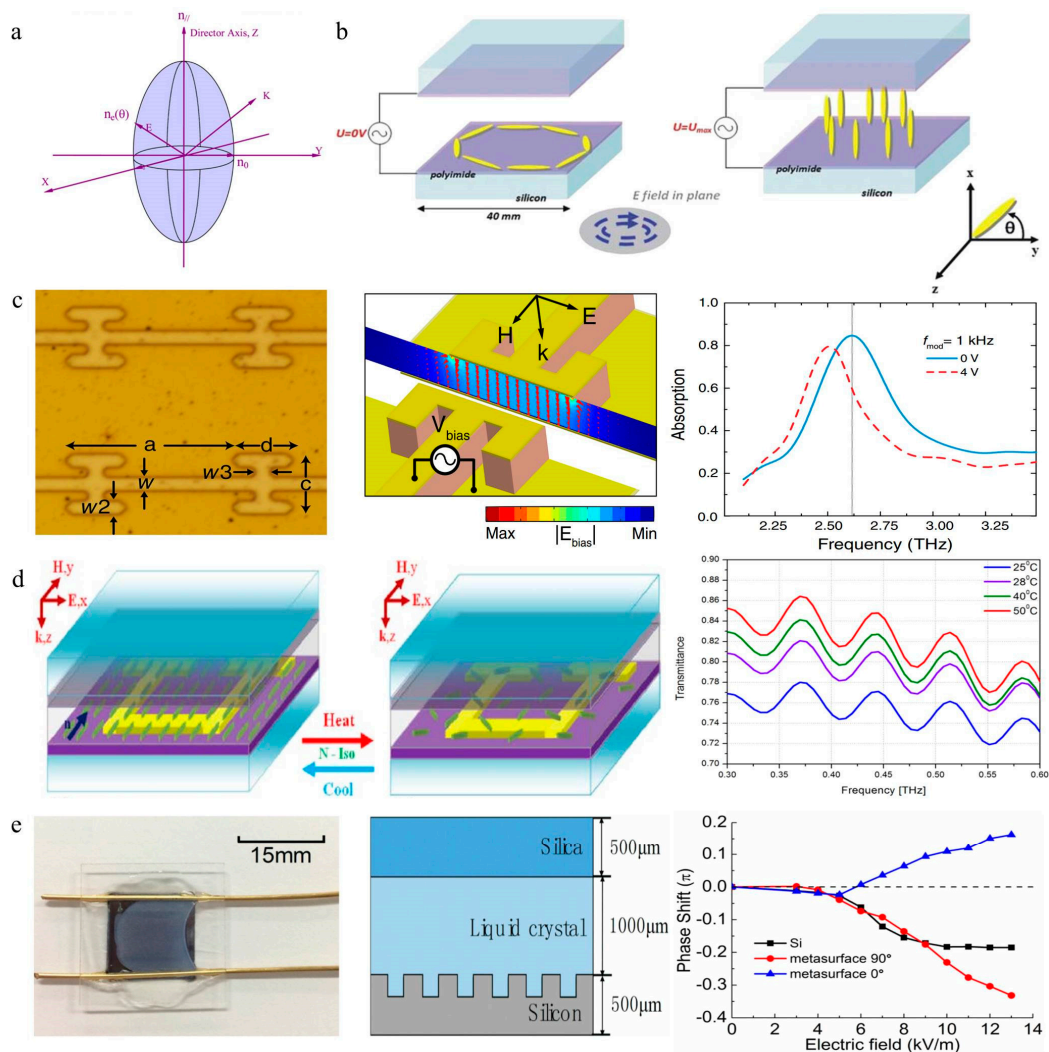 a
n//
Director Axis, Z
K
ne(θ)
E
n0
Y
X
b
U=0V
polyimide
silicon
40 mm
E field in plane
U=Umax
polyimide
silicon
x
θ
y
z
c
a
d
w3
w
c
w2
H
E
k
Vbias
Max |Ebias| Min
Absorption
1.0
0.8
0.6
0.4
0.2
0.0
fmod= 1 kHz
0 V
4 V
2.25 2.50 2.75 3.00 3.25
Frequency (THz)
d
H,y
E,x
k,z
n
Heat
N - Iso
Cool
H,y
E,x
k,z
Transmittance
0.90
0.88
0.86
0.84
0.82
0.80
0.78
0.76
0.74
0.72
0.70
25°C
28°C
40°C
50°C
0.30 0.35 0.40 0.45 0.50 0.55 0.60
Frequency [THz]
e
15mm
Silica
500μm
Liquid crystal
1000μm
Silicon
500μm
Phase Shift (π)
0.2
0.1
0.0
-0.1
-0.2
-0.3
-0.4
Si
metasurface 90°
metasurface 0°
0 2 4 6 8 10 12 14
Electric field (kV/m)